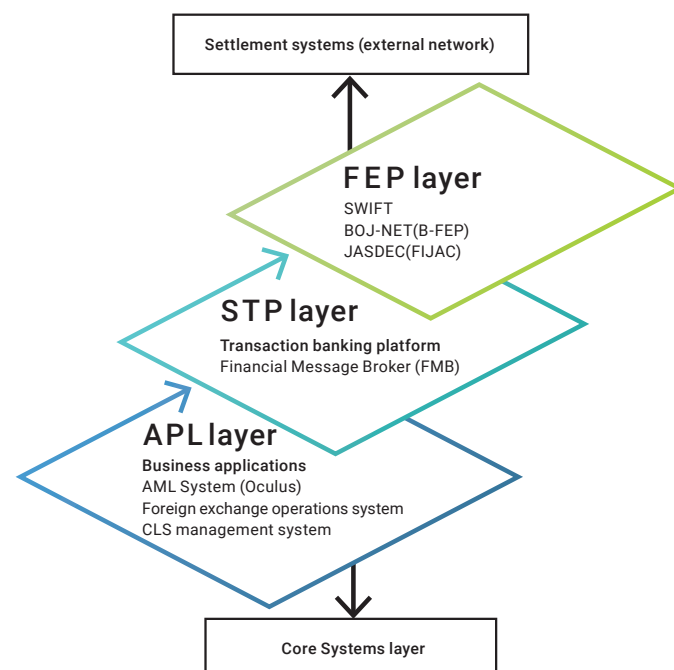 Settlement systems (external network)
FEP layer
SWIFT
BOJ-NET(B-FEP)
JASDEC(FIJAC)
STP layer
Transaction banking platform
Financial Message Broker (FMB)
APL layer
Business applications
AML System (Oculus)
Foreign exchange operations system
CLS management system
Core Systems layer